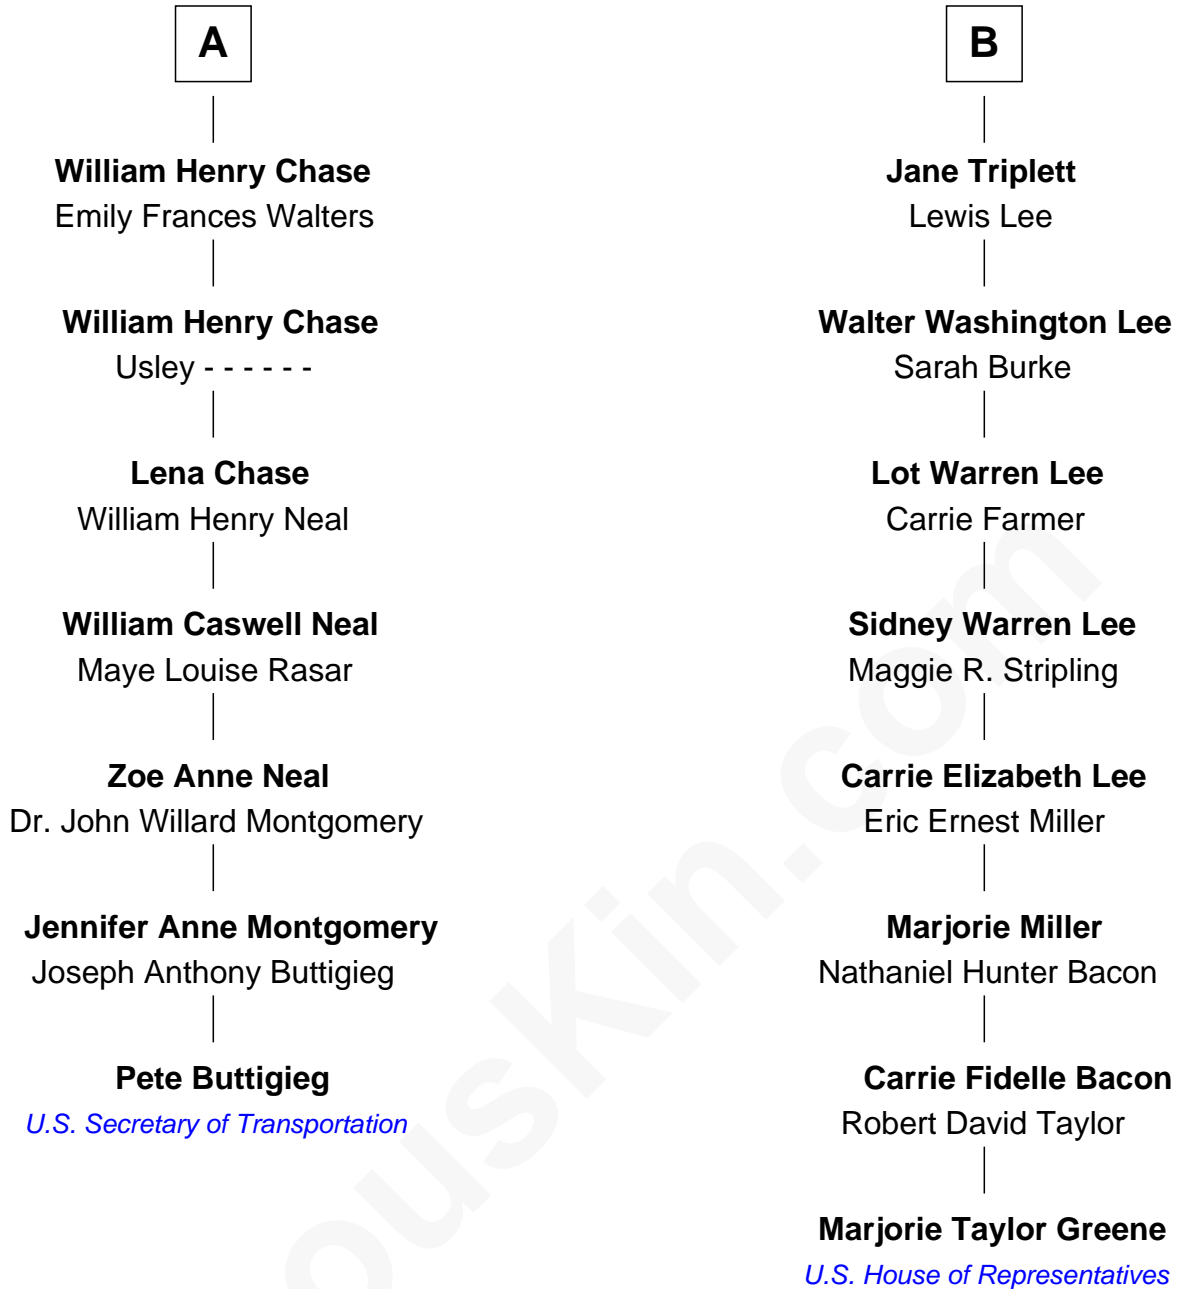 A
William Henry Chase
Emily Frances Walters
William Henry Chase
Usley - - - - - -
Lena Chase
William Henry Neal
William Caswell Neal
Maye Louise Rasar
Zoe Anne Neal
Dr. John Willard Montgomery
Jennifer Anne Montgomery
Joseph Anthony Buttigieg
Pete Buttigieg
U.S. Secretary of Transportation
B
Jane Triplett
Lewis Lee
Walter Washington Lee
Sarah Burke
Lot Warren Lee
Carrie Farmer
Sidney Warren Lee
Maggie R. Stripling
Carrie Elizabeth Lee
Eric Ernest Miller
Marjorie Miller
Nathaniel Hunter Bacon
Carrie Fidelle Bacon
Robert David Taylor
Marjorie Taylor Greene
U.S. House of Representatives
ousKin.com